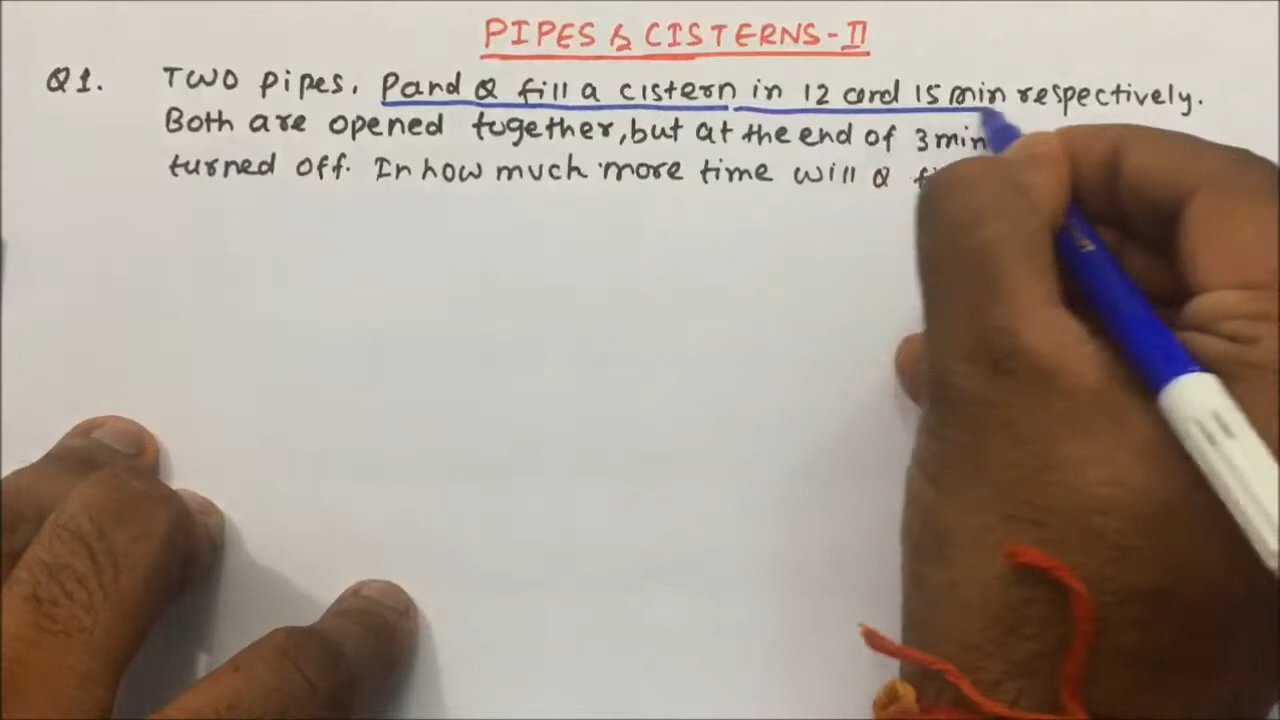 PIPES & CISTERNS-II
Q1. Two pipes, P and Q fill a cistern in 12 and 15 min respectively.
Both are opened together, but at the end of 3 min
turned off. In how much more time will Q